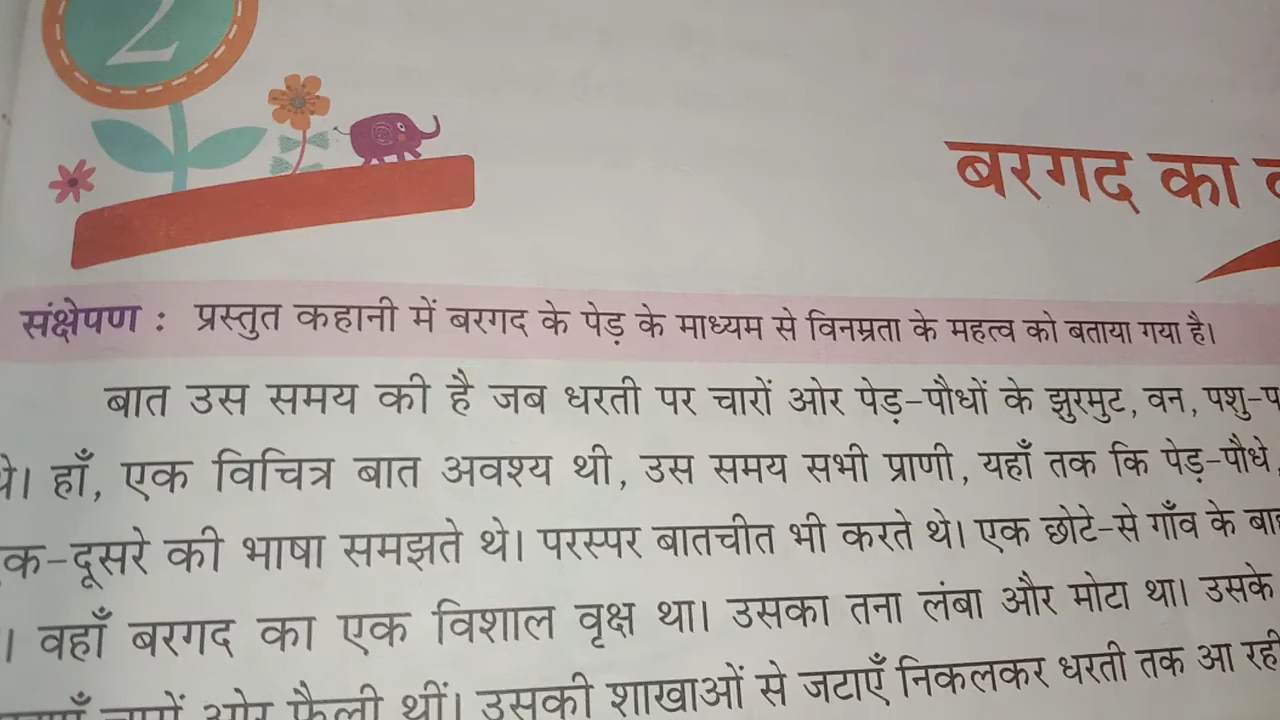 2
बरगद का
संक्षेपण : प्रस्तुत कहानी में बरगद के पेड़ के माध्यम से विनम्रता के महत्व को बताया गया है।
बात उस समय की है जब धरती पर चारों ओर पेड़-पौधों के झुरमुट, वन, पशु-
थे। हाँ, एक विचित्र बात अवश्य थी, उस समय सभी प्राणी, यहाँ तक कि पेड़-पौधे,
क-दूसरे की भाषा समझते थे। परस्पर बातचीत भी करते थे। एक छोटे-से गाँव के
। वहाँ बरगद का एक विशाल वृक्ष था। उसका तना लंबा और मोटा था। उसके
चारों ओर फैली थीं। उसकी शाखाओं से जटाएँ निकलकर धरती तक आ रही